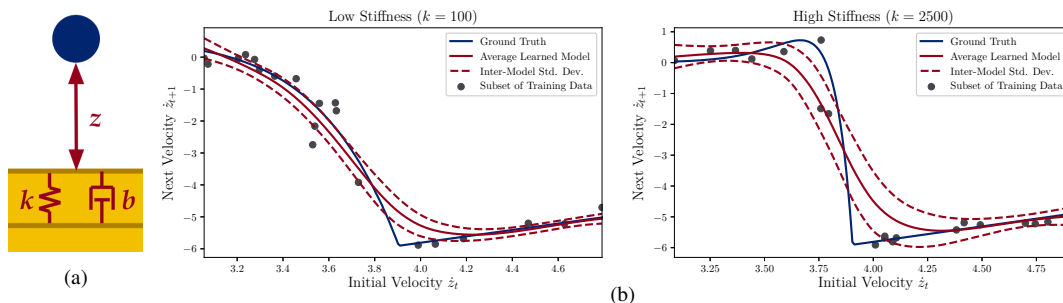 z
k
b
(a)
Low Stiffness (k = 100)
Ground Truth
Average Learned Model
Inter-Model Std. Dev.
Subset of Training Data
Next Velocity ż_{t+1}
0
−1
−2
−3
−4
−5
−6
3.2 3.4 3.6 3.8 4.0 4.2 4.4 4.6
Initial Velocity ż_t
High Stiffness (k = 2500)
Ground Truth
Average Learned Model
Inter-Model Std. Dev.
Subset of Training Data
Next Velocity ż_{t+1}
1
0
−1
−2
−3
−4
−5
−6
3.25 3.50 3.75 4.00 4.25 4.50 4.75
Initial Velocity ż_t
(b)